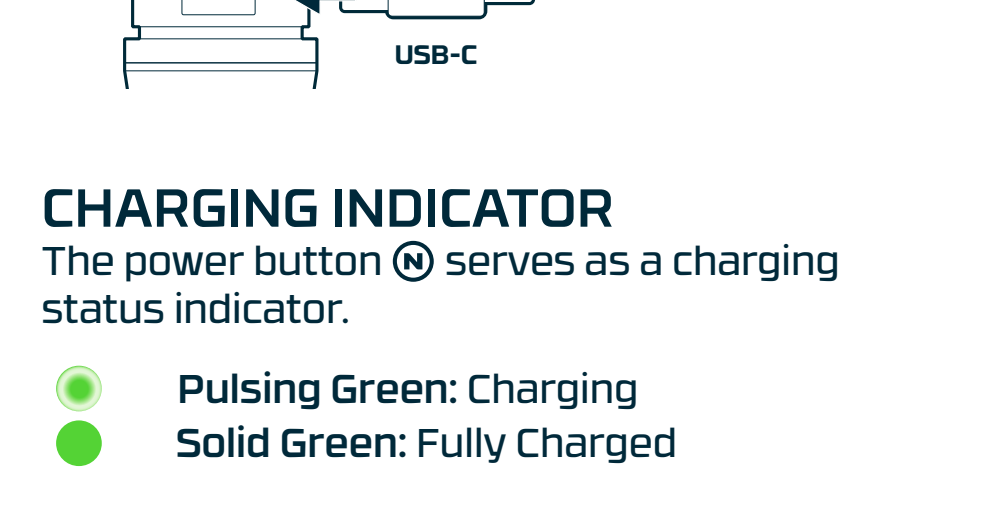 USB-C
CHARGING INDICATOR
The power button N serves as a charging
status indicator.
Pulsing Green: Charging
Solid Green: Fully Charged